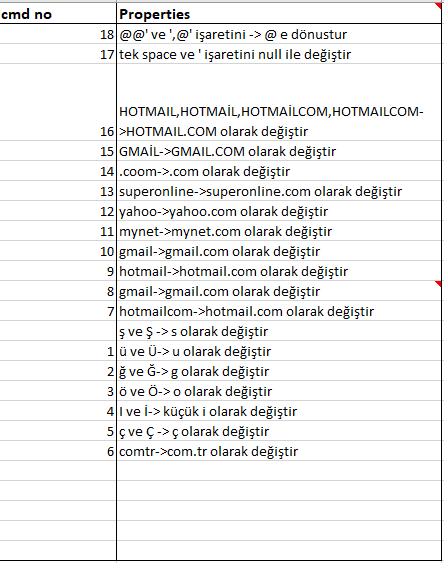 cmd no Properties
18 @@' ve ',@' işaretini -> @ e dönustur
17 tek space ve ' işaretini null ile değiştir
HOTMAIL,HOTMAİL,HOTMAİLCOM,HOTMAILCOM-
16 >HOTMAIL.COM olarak değiştir
15 GMAİL->GMAIL.COM olarak değiştir
14 .coom->.com olarak değiştir
13 superonline->superonline.com olarak değiştir
12 yahoo->yahoo.com olarak değiştir
11 mynet->mynet.com olarak değiştir
10 gmail->gmail.com olarak değiştir
9 hotmail->hotmail.com olarak değiştir
8 gmail->gmail.com olarak değiştir
7 hotmailcom->hotmail.com olarak değiştir
ş ve Ş -> s olarak değiştir
1 ü ve Ü-> u olarak değiştir
2 ğ ve Ğ-> g olarak değiştir
3 ö ve Ö-> o olarak değiştir
4 I ve İ-> küçük i olarak değiştir
5 ç ve Ç -> ç olarak değiştir
6 comtr->com.tr olarak değiştir